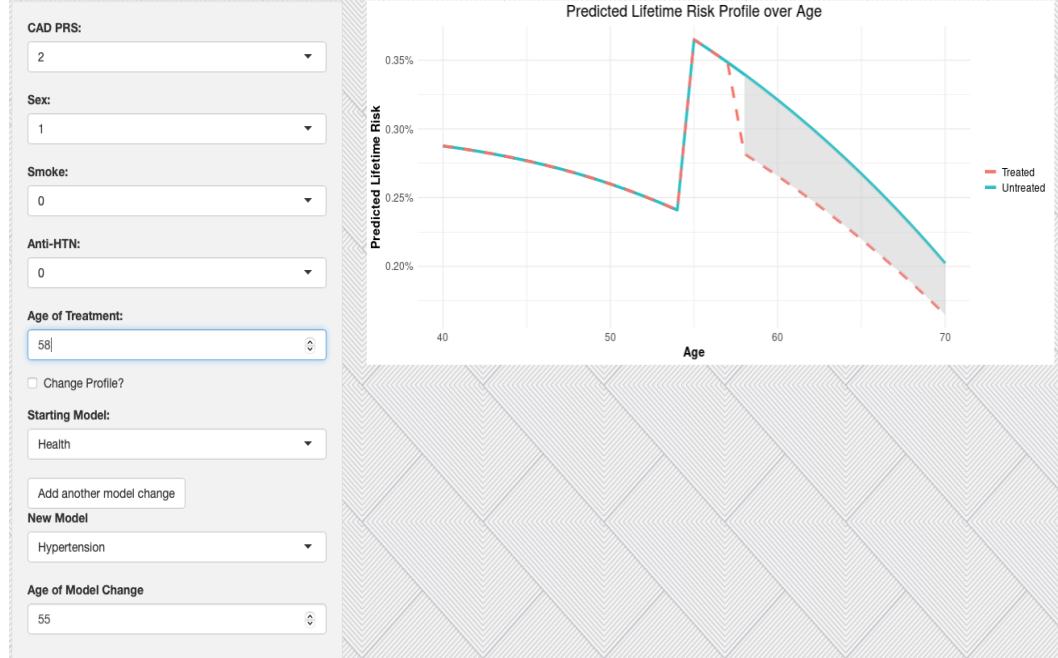 CAD PRS:
2
Sex:
1
Smoke:
0
Anti-HTN:
0
Age of Treatment:
58
Change Profile?
Starting Model:
Health
Add another model change
New Model
Hypertension
Age of Model Change
55
Predicted Lifetime Risk Profile over Age
Predicted Lifetime Risk
0.35%
0.30%
0.25%
0.20%
40 50 60 70
Age
Treated
Untreated